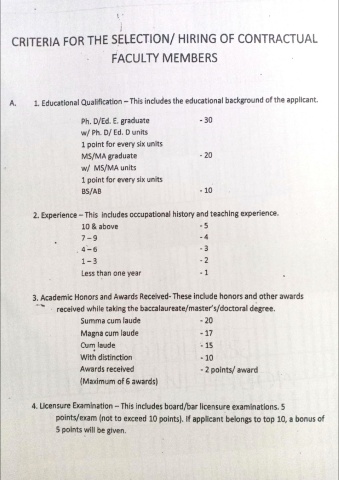 CRITERIA FOR THE SELECTION/ HIRING OF CONTRACTUAL
FACULTY MEMBERS
A. 1. Educational Qualification – This includes the educational background of the applicant.
Ph. D/Ed. E. graduate - 30
w/ Ph. D/ Ed. D units
1 point for every six units
MS/MA graduate - 20
w/ MS/MA units
1 point for every six units
BS/AB - 10
2. Experience – This includes occupational history and teaching experience.
10 & above - 5
7 – 9 - 4
4 – 6 - 3
1 – 3 - 2
Less than one year - 1
3. Academic Honors and Awards Received- These include honors and other awards
received while taking the baccalaureate/master's/doctoral degree.
Summa cum laude - 20
Magna cum laude - 17
Cum laude - 15
With distinction - 10
Awards received - 2 points/ award
(Maximum of 6 awards)
4. Licensure Examination – This includes board/bar licensure examinations. 5
points/exam (not to exceed 10 points). If applicant belongs to top 10, a bonus of
5 points will be given.